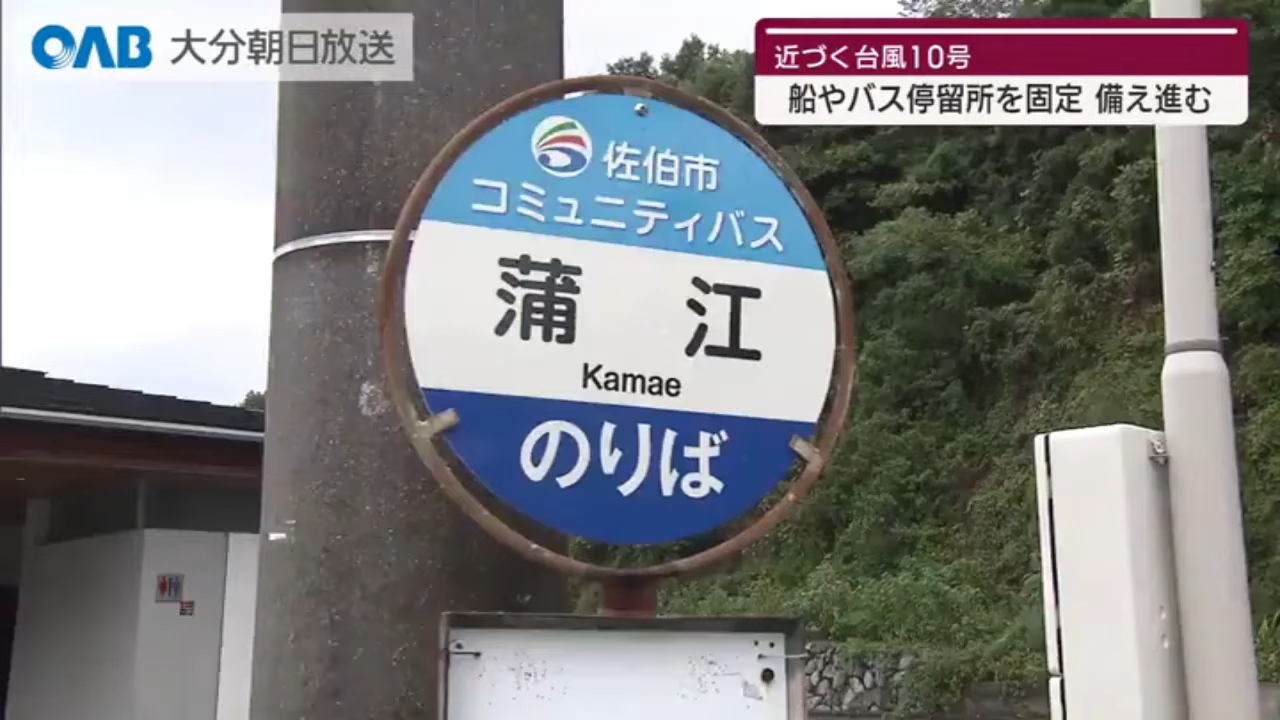 OAB 大分朝日放送
近づく台風10号
船やバス停留所を固定 備え進む
佐伯市
コミュニティバス
蒲江
Kamae
のりば